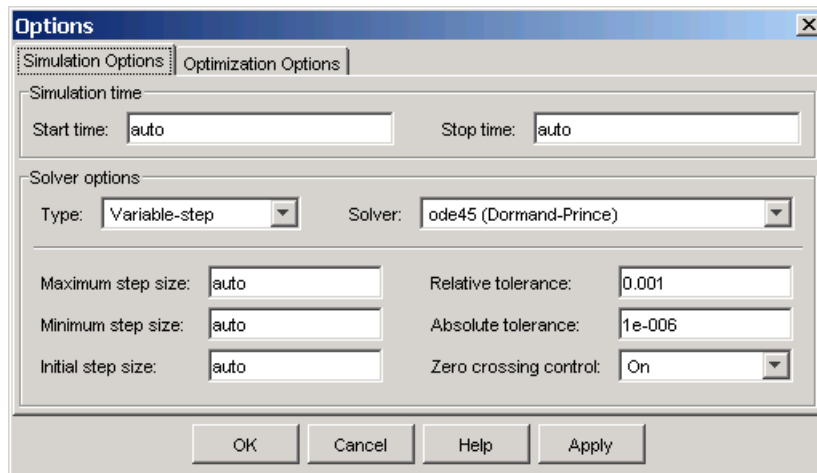 Options
Simulation Options Optimization Options
Simulation time
Start time: auto Stop time: auto
Solver options
Type: Variable-step Solver: ode45 (Dormand-Prince)
Maximum step size: auto Relative tolerance: 0.001
Minimum step size: auto Absolute tolerance: 1e-006
Initial step size: auto Zero crossing control: On
OK Cancel Help Apply